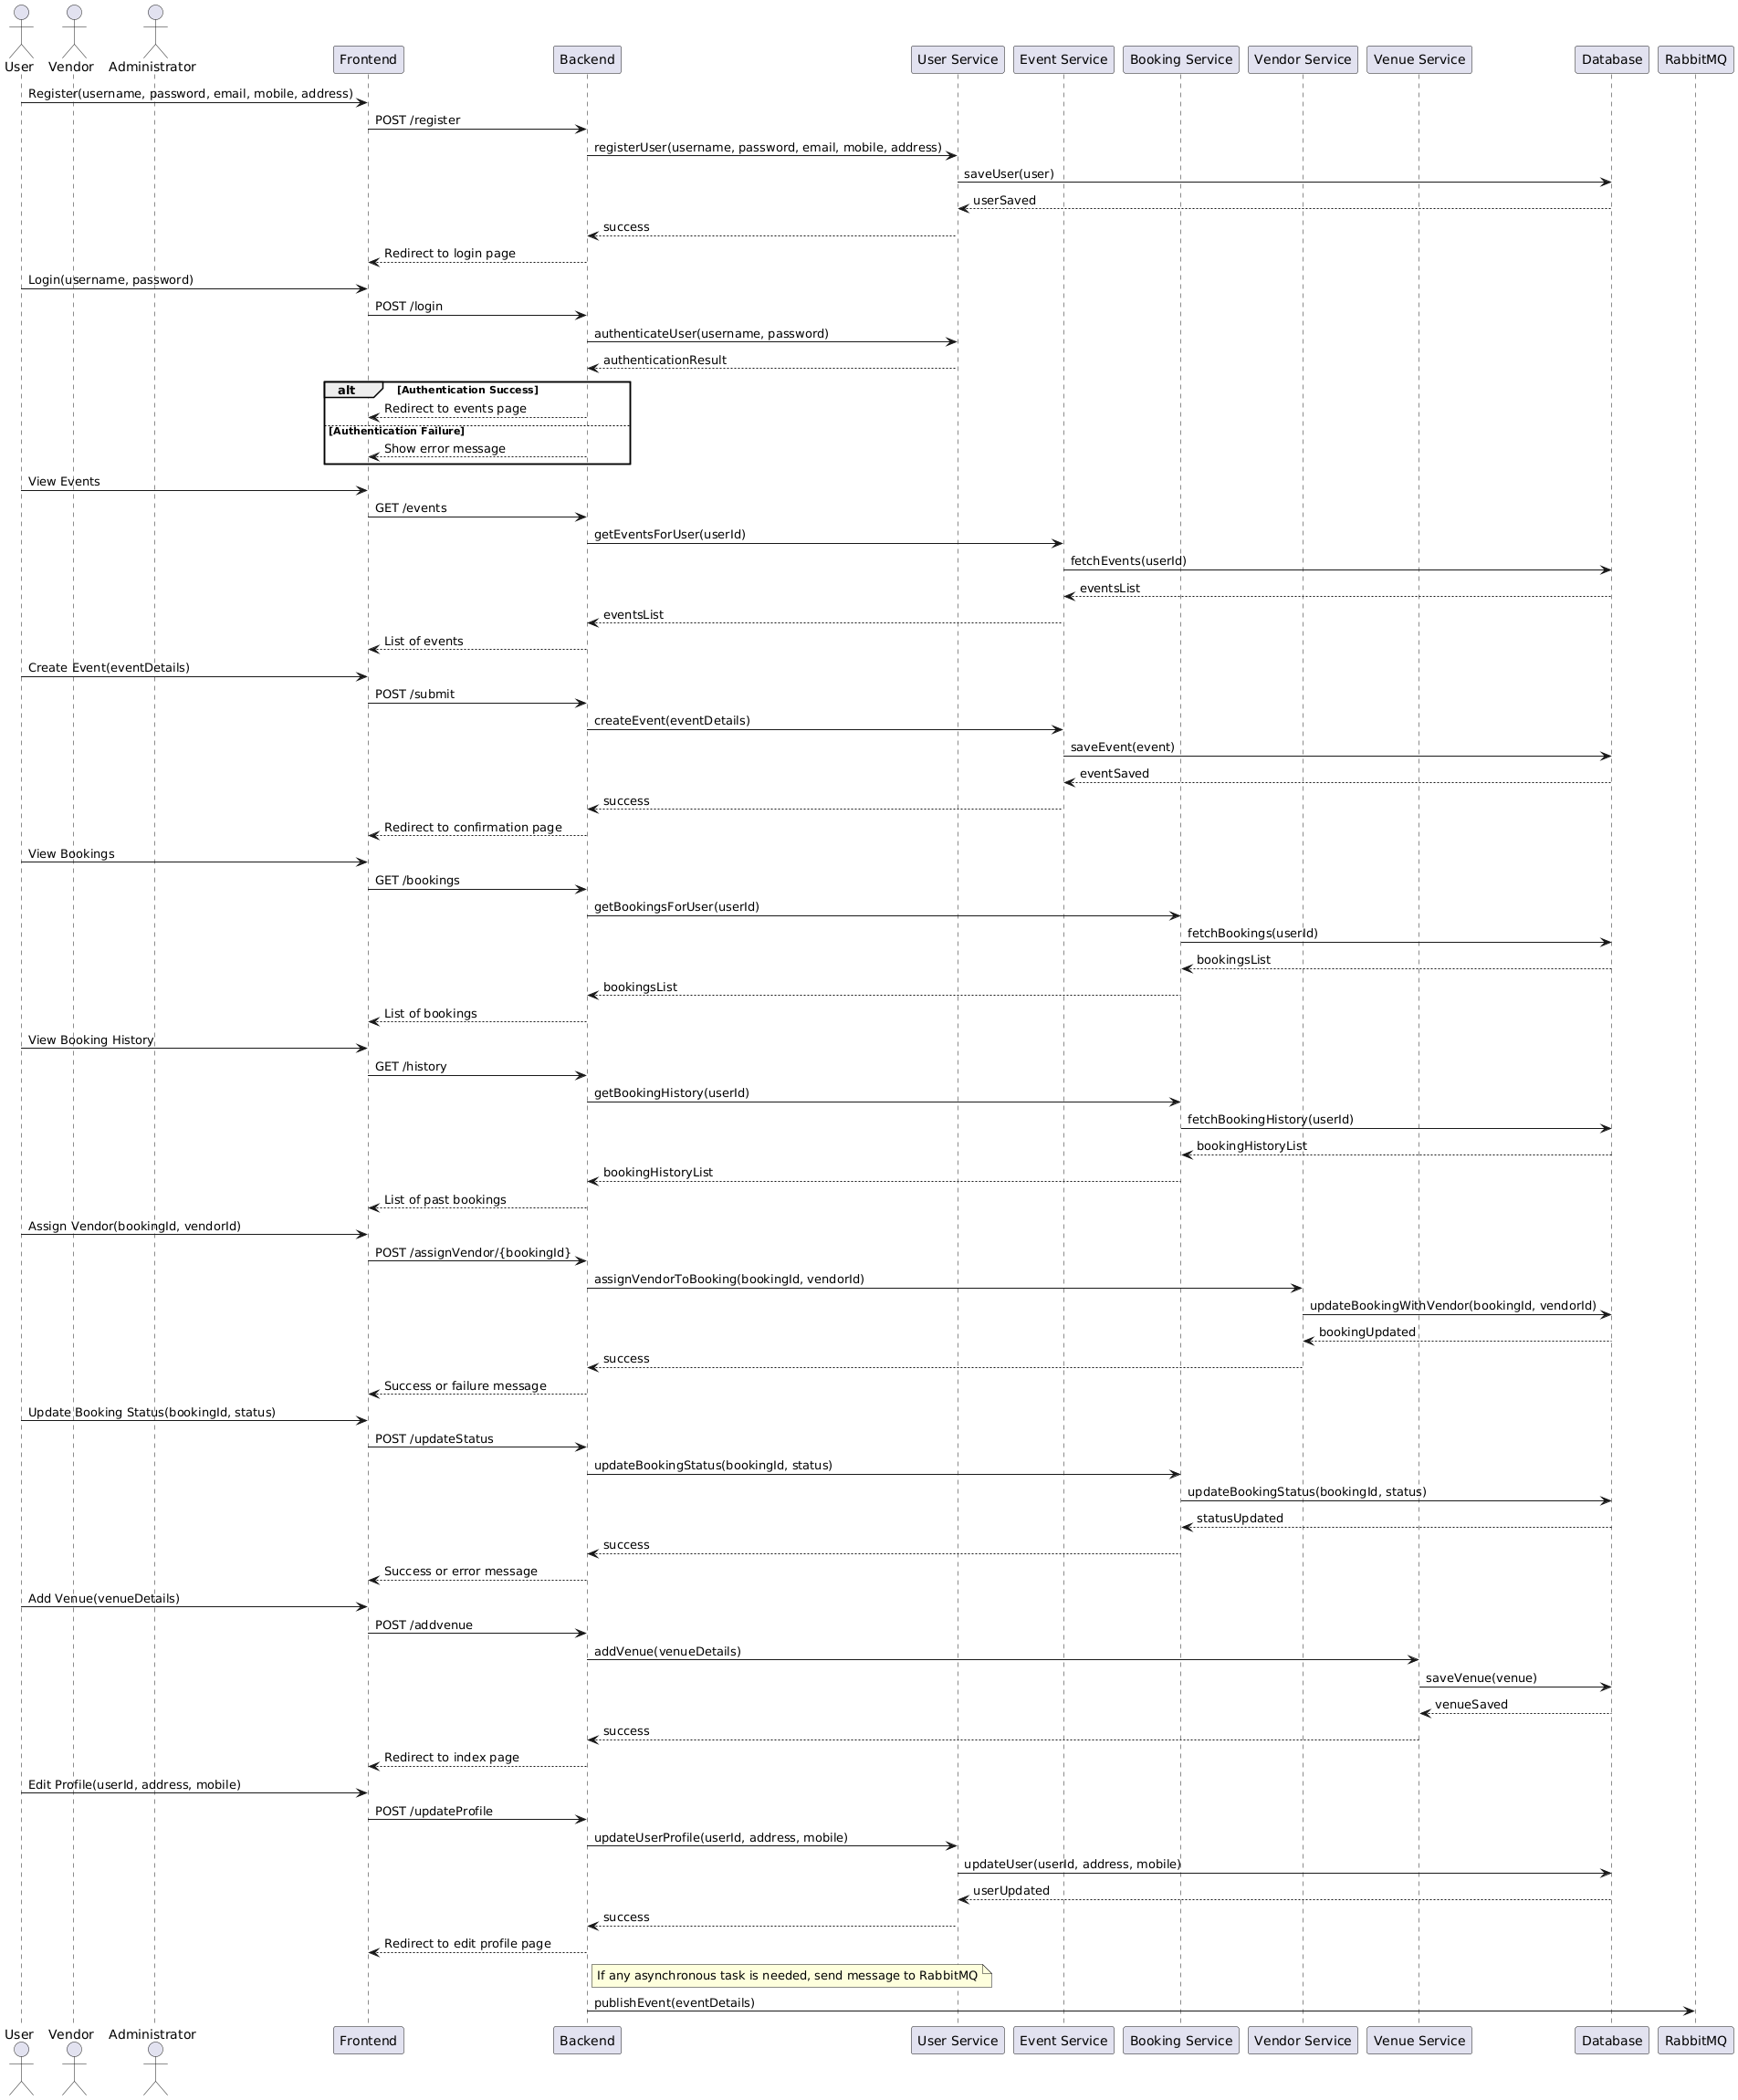 User
Vendor
Administrator
Frontend
Backend
User Service
Event Service
Booking Service
Vendor Service
Venue Service
Database
RabbitMQ
Register(username, password, email, mobile, address)
POST /register
registerUser(username, password, email, mobile, address)
saveUser(user)
userSaved
success
Redirect to login page
Login(username, password)
POST /login
authenticateUser(username, password)
authenticationResult
alt
[Authentication Success]
Redirect to events page
[Authentication Failure]
Show error message
View Events
GET /events
getEventsForUser(userId)
fetchEvents(userId)
eventsList
eventsList
List of events
Create Event(eventDetails)
POST /submit
createEvent(eventDetails)
saveEvent(event)
eventSaved
success
Redirect to confirmation page
View Bookings
GET /bookings
getBookingsForUser(userId)
fetchBookings(userId)
bookingsList
bookingsList
List of bookings
View Booking History
GET /history
getBookingHistory(userId)
fetchBookingHistory(userId)
bookingHistoryList
bookingHistoryList
List of past bookings
Assign Vendor(bookingId, vendorId)
POST /assignVendor/{bookingId}
assignVendorToBooking(bookingId, vendorId)
updateBookingWithVendor(bookingId, vendorId)
bookingUpdated
success
Success or failure message
Update Booking Status(bookingId, status)
POST /updateStatus
updateBookingStatus(bookingId, status)
updateBookingStatus(bookingId, status)
statusUpdated
success
Success or error message
Add Venue(venueDetails)
POST /addvenue
addVenue(venueDetails)
saveVenue(venue)
venueSaved
success
Redirect to index page
Edit Profile(userId, address, mobile)
POST /updateProfile
updateUserProfile(userId, address, mobile)
updateUser(userId, address, mobile)
userUpdated
success
Redirect to edit profile page
If any asynchronous task is needed, send message to RabbitMQ
publishEvent(eventDetails)
User
Vendor
Administrator
Frontend
Backend
User Service
Event Service
Booking Service
Vendor Service
Venue Service
Database
RabbitMQ